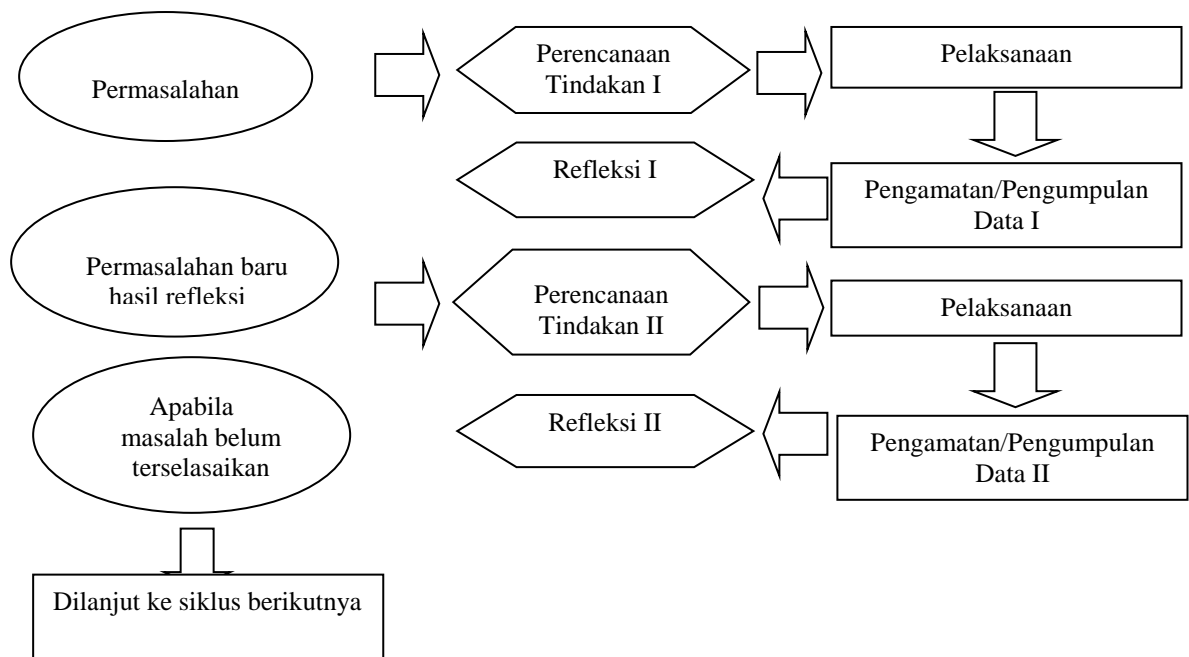 Permasalahan
Perencanaan
Tindakan I
Pelaksanaan
Refleksi I
Pengamatan/Pengumpulan
Data I
Permasalahan baru
hasil refleksi
Perencanaan
Tindakan II
Pelaksanaan
Apabila
masalah belum
terselasaikan
Refleksi II
Pengamatan/Pengumpulan
Data II
Dilanjut ke siklus berikutnya